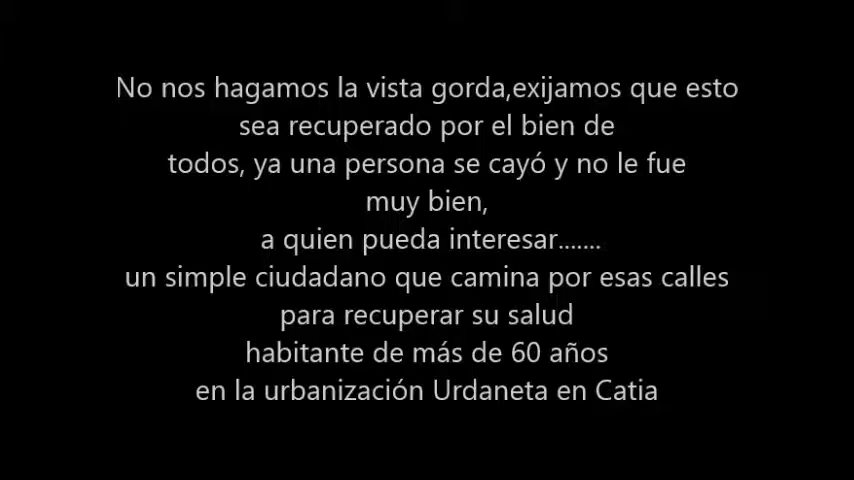 No nos hagamos la vista gorda,exijamos que esto
sea recuperado por el bien de
todos, ya una persona se cayó y no le fue
muy bien,
a quien pueda interesar.......
un simple ciudadano que camina por esas calles
para recuperar su salud
habitante de más de 60 años
en la urbanización Urdaneta en Catia